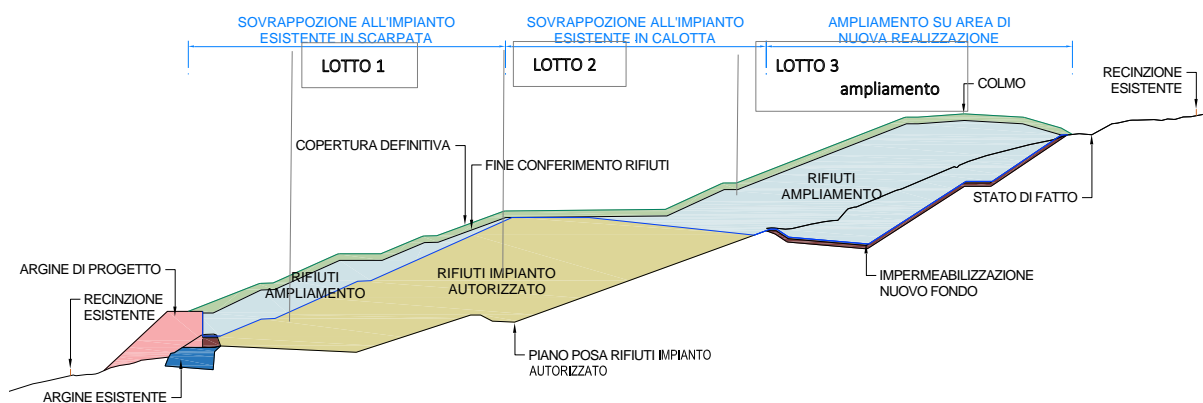 SOVRAPPOZIONE ALL'IMPIANTO
ESISTENTE IN SCARPATA
SOVRAPPOZIONE ALL'IMPIANTO
ESISTENTE IN CALOTTA
AMPLIAMENTO SU AREA DI
NUOVA REALIZZAZIONE
LOTTO 1
LOTTO 2
LOTTO 3
ampliamento
COLMO
RECINZIONE
ESISTENTE
COPERTURA DEFINITIVA
FINE CONFERIMENTO RIFIUTI
RIFIUTI
AMPLIAMENTO
STATO DI FATTO
ARGINE DI PROGETTO
RECINZIONE
ESISTENTE
RIFIUTI
AMPLIAMENTO
RIFIUTI IMPIANTO
AUTORIZZATO
IMPERMEABILIZZAZIONE
NUOVO FONDO
PIANO POSA RIFIUTI IMPIANTO
AUTORIZZATO
ARGINE ESISTENTE